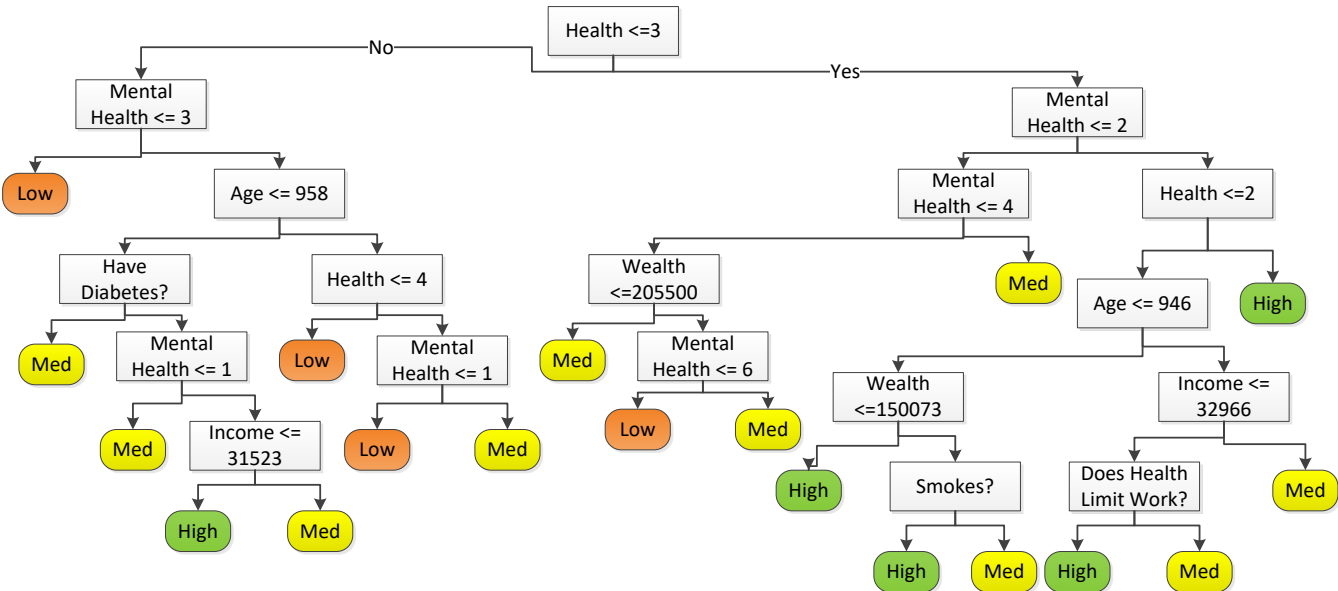 Health <=3
No
Yes
Mental
Health <= 3
Mental
Health <= 2
Low
Age <= 958
Mental
Health <= 4
Health <=2
Have
Diabetes?
Health <= 4
Wealth
<=205500
Med
Age <= 946
High
Med
Mental
Health <= 1
Low
Mental
Health <= 1
Med
Mental
Health <= 6
Wealth
<=150073
Income <=
32966
Med
Income <=
31523
Low
Med
Low
Med
High
Smokes?
Does Health
Limit Work?
Med
High
Med
High
Med
High
Med